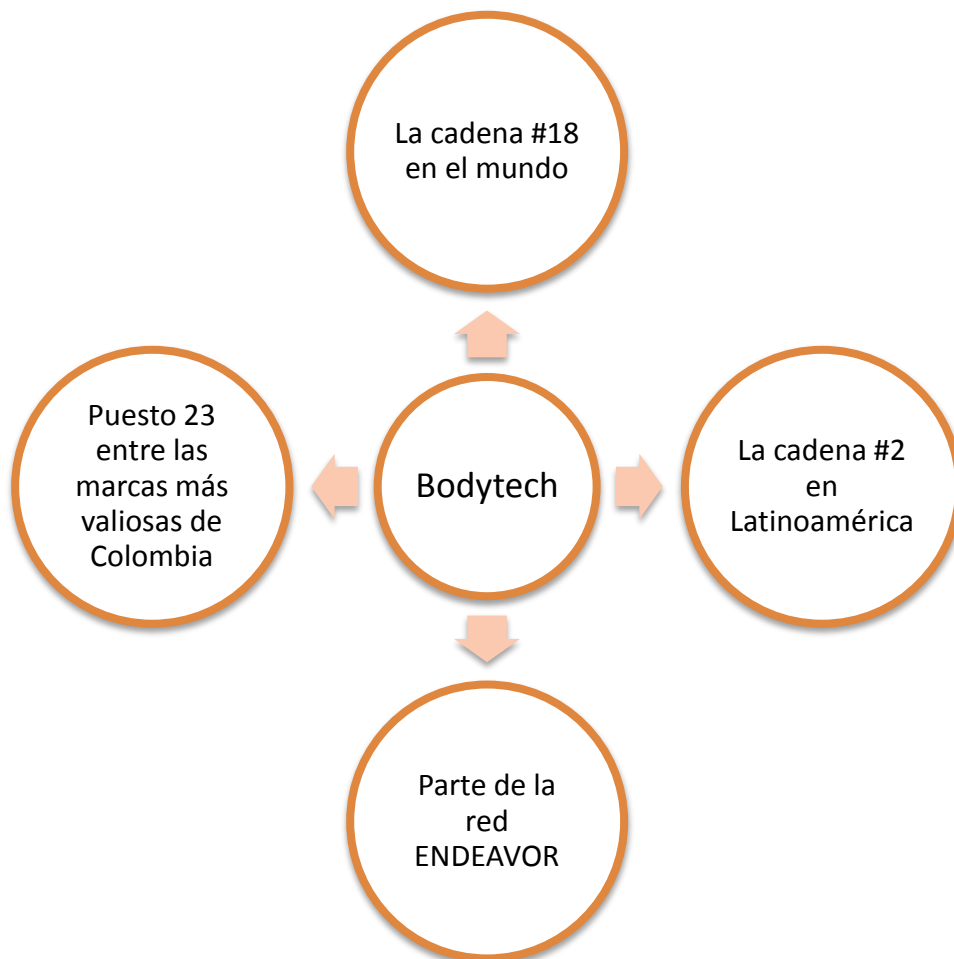 La cadena #18
en el mundo
Puesto 23
entre las
marcas más
valiosas de
Colombia
Bodytech
La cadena #2
en
Latinoamérica
Parte de la
red
ENDEAVOR